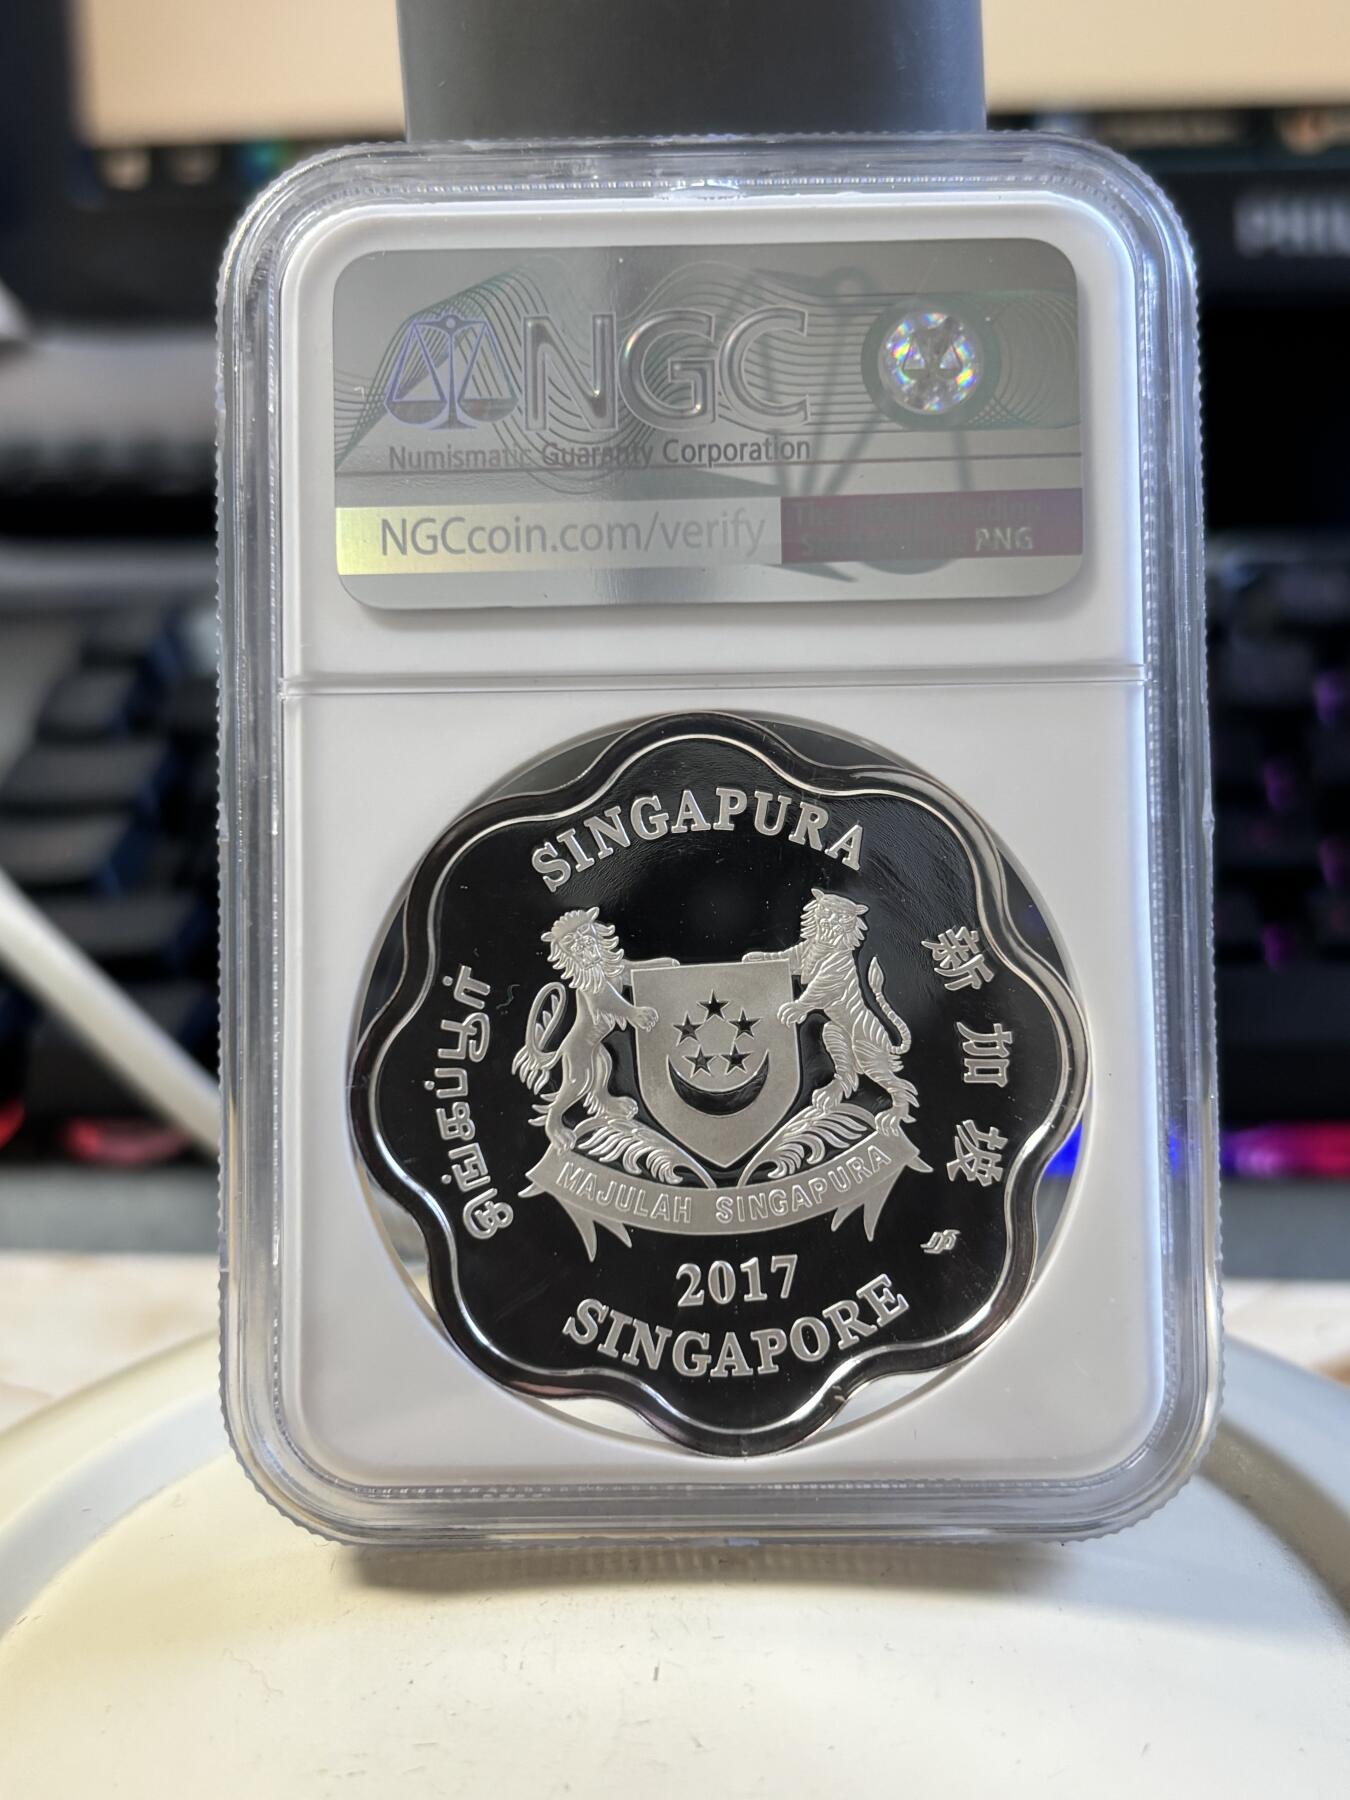 NGC
Numismatic Guaranty Corporation
NGCcoin.com/verify
PNG
SINGAPURA
சிங்கப்பூர்
新加坡
MAJULAH SINGAPURA
2017
SINGAPORE